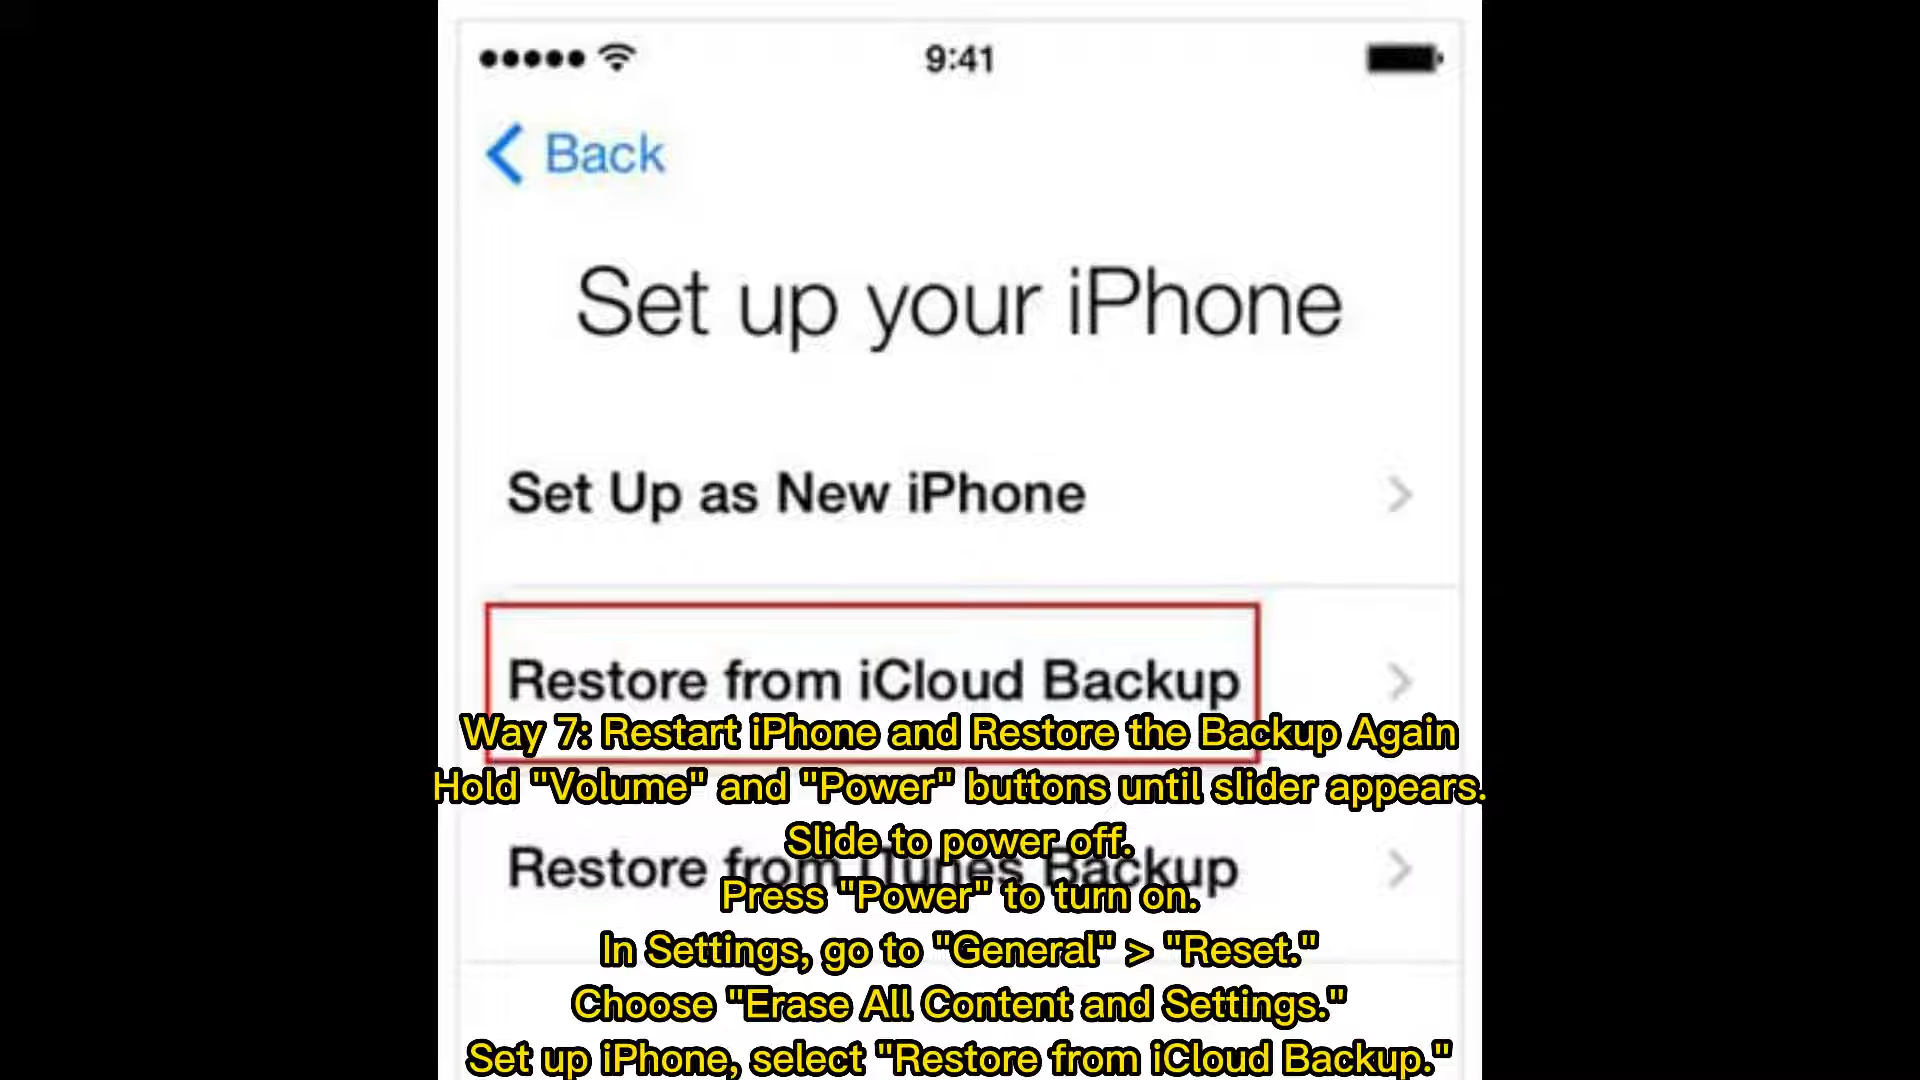 9:41
Back
Set up your iPhone
Set Up as New iPhone
Restore from iCloud Backup
Way 7: Restart iPhone and Restore the Backup Again
Hold "Volume" and "Power" buttons until slider appears.
Slide to power off.
Restore from iTunes Backup
Press "Power" to turn on.
In Settings, go to "General" > "Reset."
Choose "Erase All Content and Settings."
Set up iPhone, select "Restore from iCloud Backup."